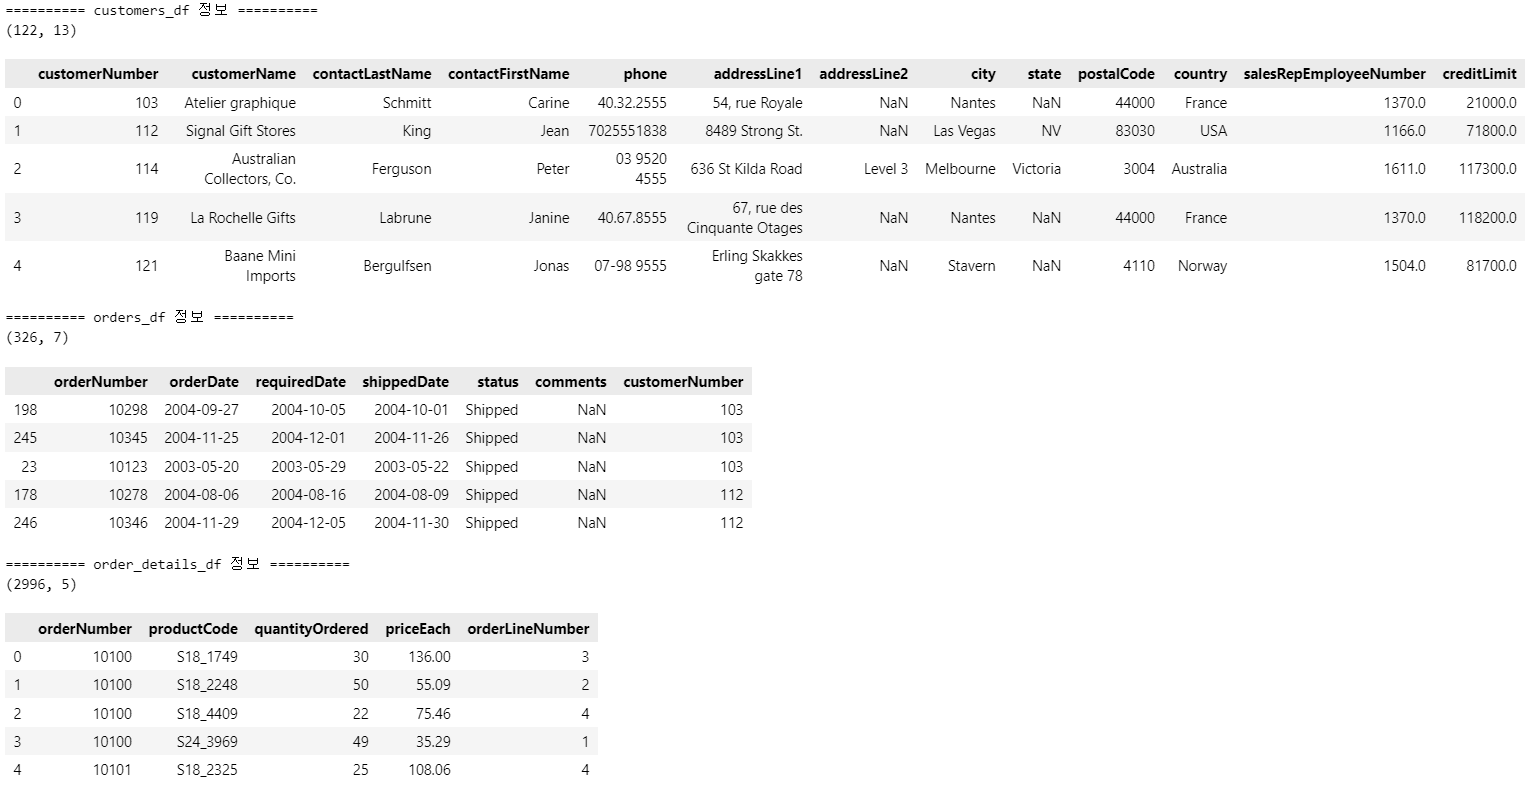 ========== customers_df 정보 ==========
(122, 13)
customerNumber customerName contactLastName contactFirstName phone addressLine1 addressLine2 city state postalCode country salesRepEmployeeNumber creditLimit
0 103 Atelier graphique Schmitt Carine 40.32.2555 54, rue Royale NaN Nantes NaN 44000 France 1370.0 21000.0
1 112 Signal Gift Stores King Jean 7025551838 8489 Strong St. NaN Las Vegas NV 83030 USA 1166.0 71800.0
2 114 Australian Collectors, Co. Ferguson Peter 03 9520 4555 636 St Kilda Road Level 3 Melbourne Victoria 3004 Australia 1611.0 117300.0
3 119 La Rochelle Gifts Labrune Janine 40.67.8555 67, rue des Cinquante Otages NaN Nantes NaN 44000 France 1370.0 118200.0
4 121 Baane Mini Imports Bergulfsen Jonas 07-98 9555 Erling Skakkes gate 78 NaN Stavern NaN 4110 Norway 1504.0 81700.0
========== orders_df 정보 ==========
(326, 7)
orderNumber orderDate requiredDate shippedDate status comments customerNumber
198 10298 2004-09-27 2004-10-05 2004-10-01 Shipped NaN 103
245 10345 2004-11-25 2004-12-01 2004-11-26 Shipped NaN 103
23 10123 2003-05-20 2003-05-29 2003-05-22 Shipped NaN 103
178 10278 2004-08-06 2004-08-16 2004-08-09 Shipped NaN 112
246 10346 2004-11-29 2004-12-05 2004-11-30 Shipped NaN 112
========== order_details_df 정보 ==========
(2996, 5)
orderNumber productCode quantityOrdered priceEach orderLineNumber
0 10100 S18_1749 30 136.00 3
1 10100 S18_2248 50 55.09 2
2 10100 S18_4409 22 75.46 4
3 10100 S24_3969 49 35.29 1
4 10101 S18_2325 25 108.06 4